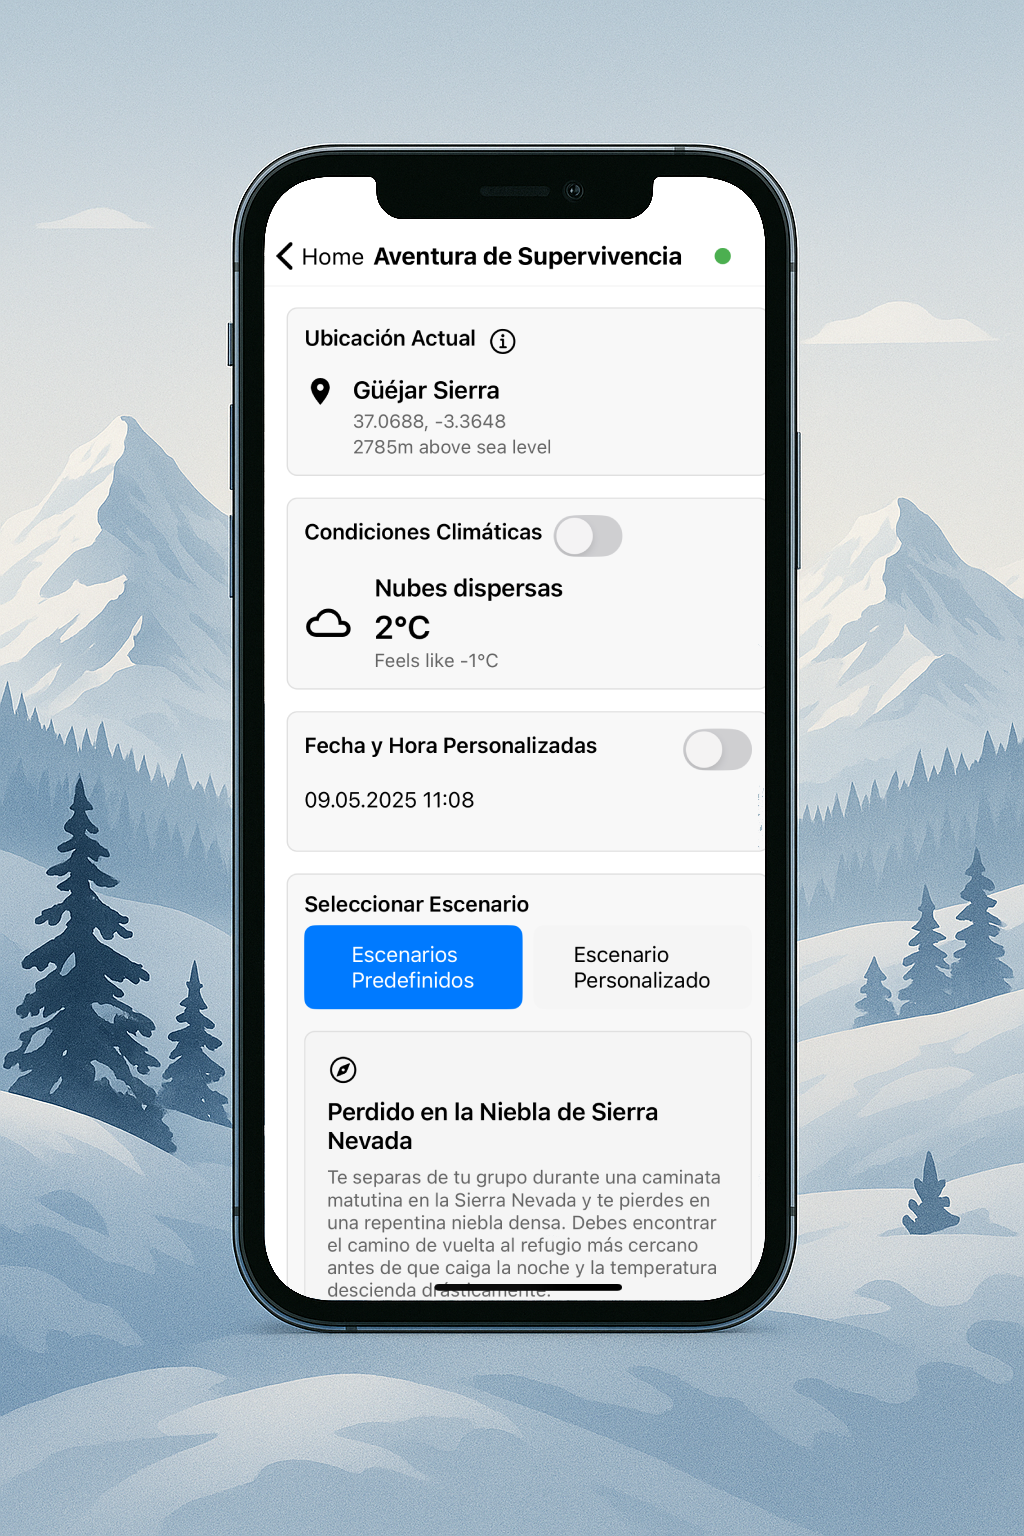 Home Aventura de Supervivencia
Ubicación Actual
Güéjar Sierra
37.0688, -3.3648
2785m above sea level
Condiciones Climáticas
Nubes dispersas
2°C
Feels like -1°C
Fecha y Hora Personalizadas
09.05.2025 11:08
Seleccionar Escenario
Escenarios
Predefinidos
Escenario
Personalizado
Perdido en la Niebla de Sierra
Nevada
Te separas de tu grupo durante una caminata
matutina en la Sierra Nevada y te pierdes en
una repentina niebla densa. Debes encontrar
el camino de vuelta al refugio más cercano
antes de que caiga la noche y la temperatura
descienda drásticamente.